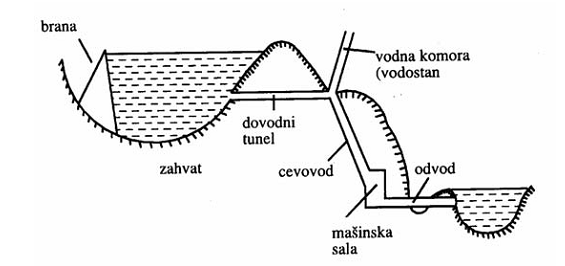 brana
vodna komora
(vodostan
dovodni
tunel
zahvat
cevovod
odvod
mašinska
sala